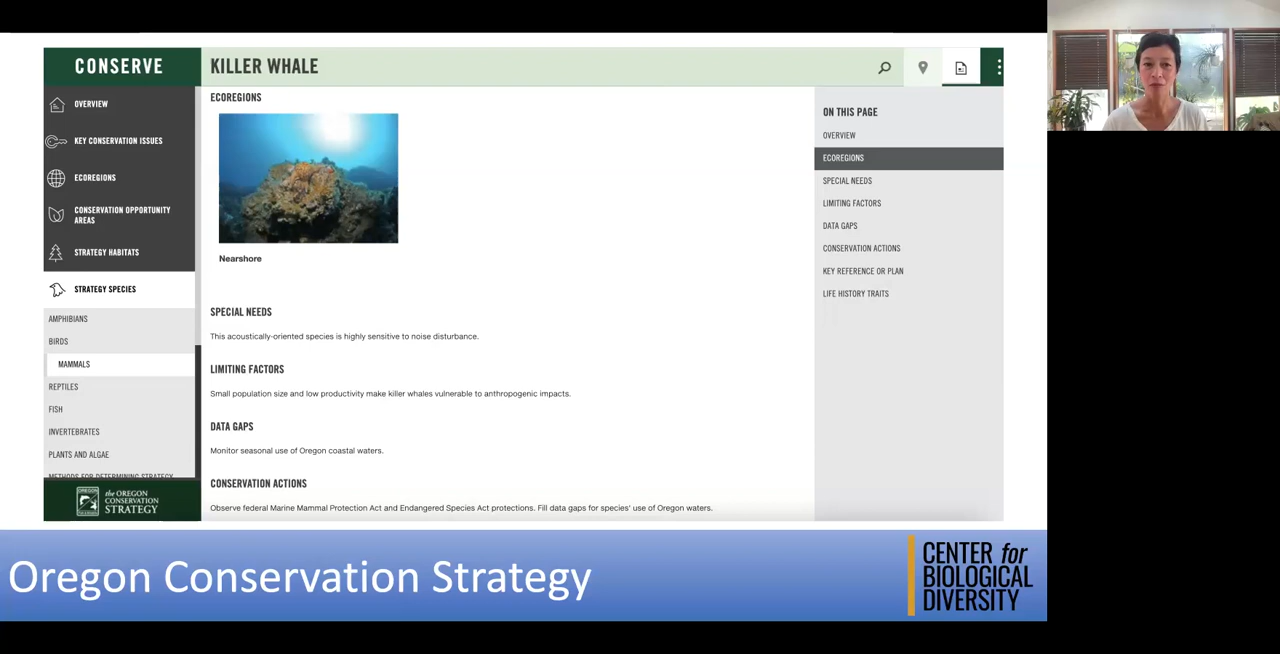 CONSERVE
KILLER WHALE
OVERVIEW
KEY CONSERVATION ISSUES
ECOREGIONS
CONSERVATION OPPORTUNITY
AREAS
STRATEGY HABITATS
STRATEGY SPECIES
AMPHIBIANS
BIRDS
MAMMALS
REPTILES
FISH
INVERTEBRATES
PLANTS AND ALGAE
METHODS FOR DETERMINING STRATEGY
OREGON
the OREGON
CONSERVATION
STRATEGY
ECOREGIONS
Nearshore
SPECIAL NEEDS
This acoustically-oriented species is highly sensitive to noise disturbance.
LIMITING FACTORS
Small population size and low productivity make killer whales vulnerable to anthropogenic impacts.
DATA GAPS
Monitor seasonal use of Oregon coastal waters.
CONSERVATION ACTIONS
Observe federal Marine Mammal Protection Act and Endangered Species Act protections. Fill data gaps for species' use of Oregon waters.
ON THIS PAGE
OVERVIEW
ECOREGIONS
SPECIAL NEEDS
LIMITING FACTORS
DATA GAPS
CONSERVATION ACTIONS
KEY REFERENCE OR PLAN
LIFE HISTORY TRAITS
Oregon Conservation Strategy
CENTER for
BIOLOGICAL
DIVERSITY